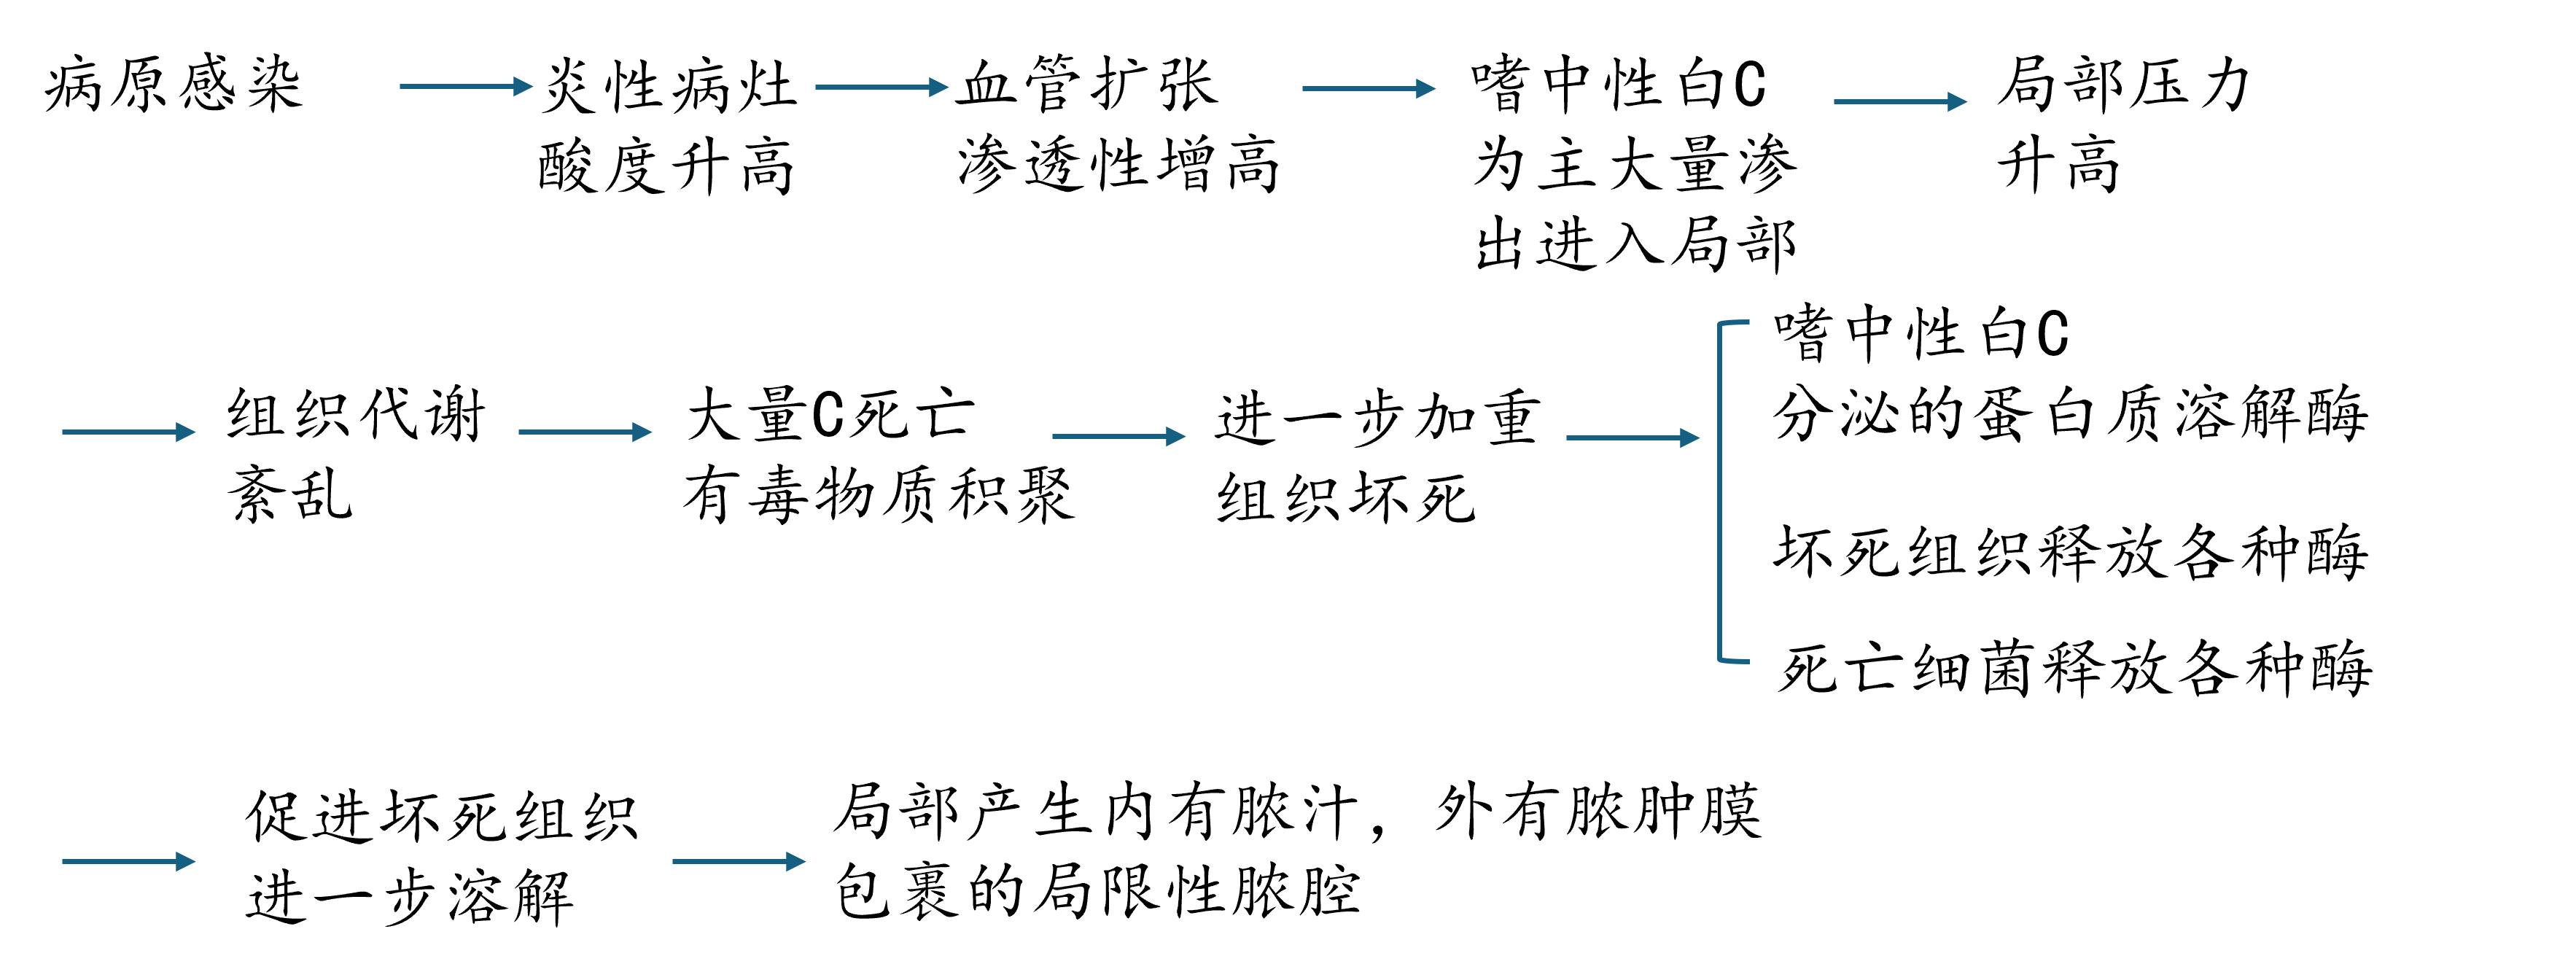 病原感染
炎性病灶
酸度升高
血管扩张
渗透性增高
嗜中性白C
为主大量渗
出进入局部
局部压力
升高
组织代谢
紊乱
大量C死亡
有毒物质积聚
进一步加重
组织坏死
嗜中性白C
分泌的蛋白质溶解酶
坏死组织释放各种酶
死亡细菌释放各种酶
促进坏死组织
进一步溶解
局部产生内有脓汁，外有脓肿膜
包裹的局限性脓腔